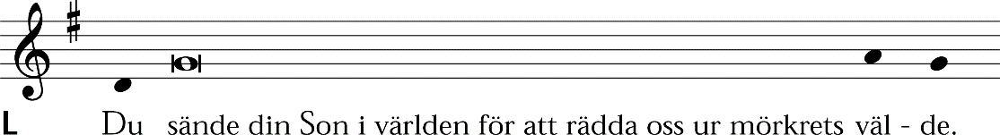 L Du sände din Son i världen för att rädda oss ur mörkrets väl - de.